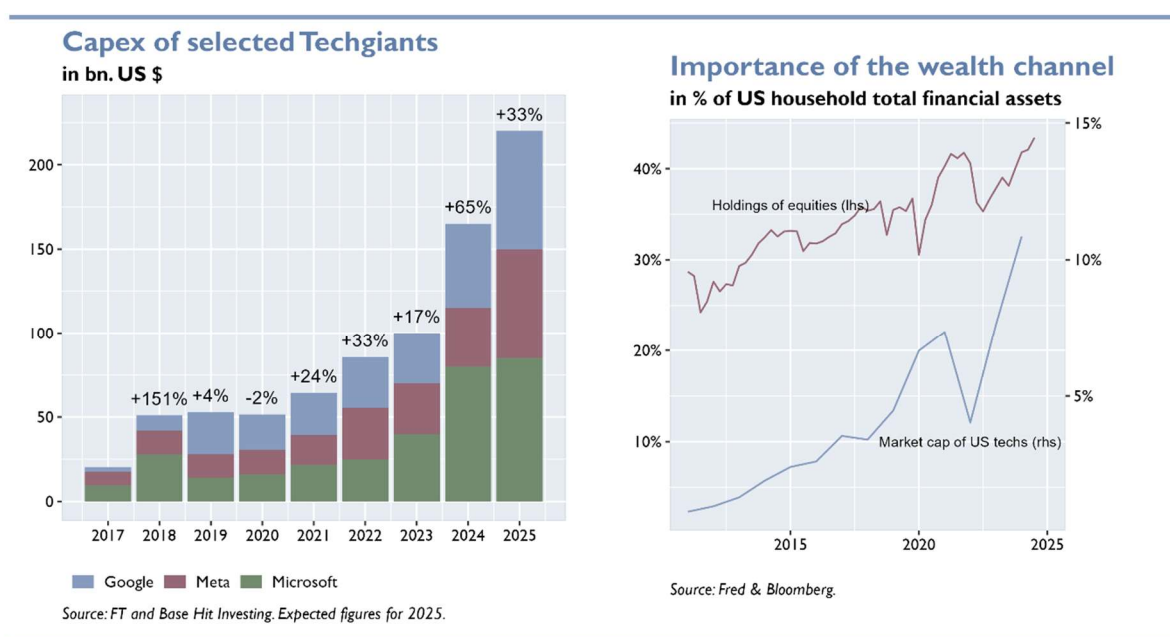 Capex of selected Techgiants
in bn. US $
+33%
200
+65%
150
+17%
100
+33%
+24%
+151% +4% -2%
50
0
2017 2018 2019 2020 2021 2022 2023 2024 2025
Google Meta Microsoft
Source: FT and Base Hit Investing. Expected figures for 2025.
Importance of the wealth channel
in % of US household total financial assets
15%
40%
Holdings of equities (lhs)
30% 10%
20%
5%
10% Market cap of US techs (rhs)
2015 2020 2025
Source: Fred & Bloomberg.